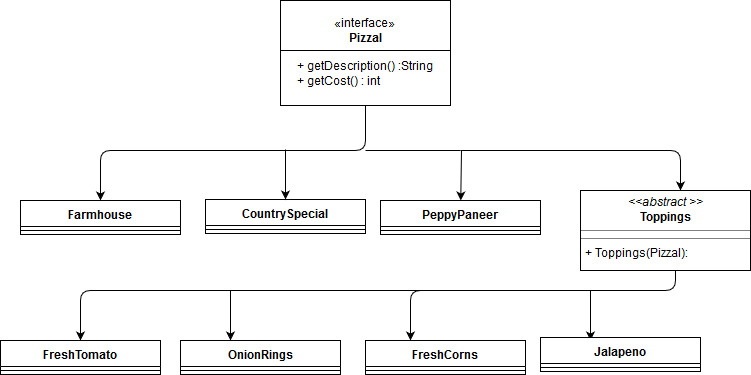 «interface»
PizzaI
+ getDescription() :String
+ getCost() : int
Farmhouse
CountrySpecial
PeppyPaneer
<<abstract >>
Toppings
+ Toppings(PizzaI):
FreshTomato
OnionRings
FreshCorns
Jalapeno